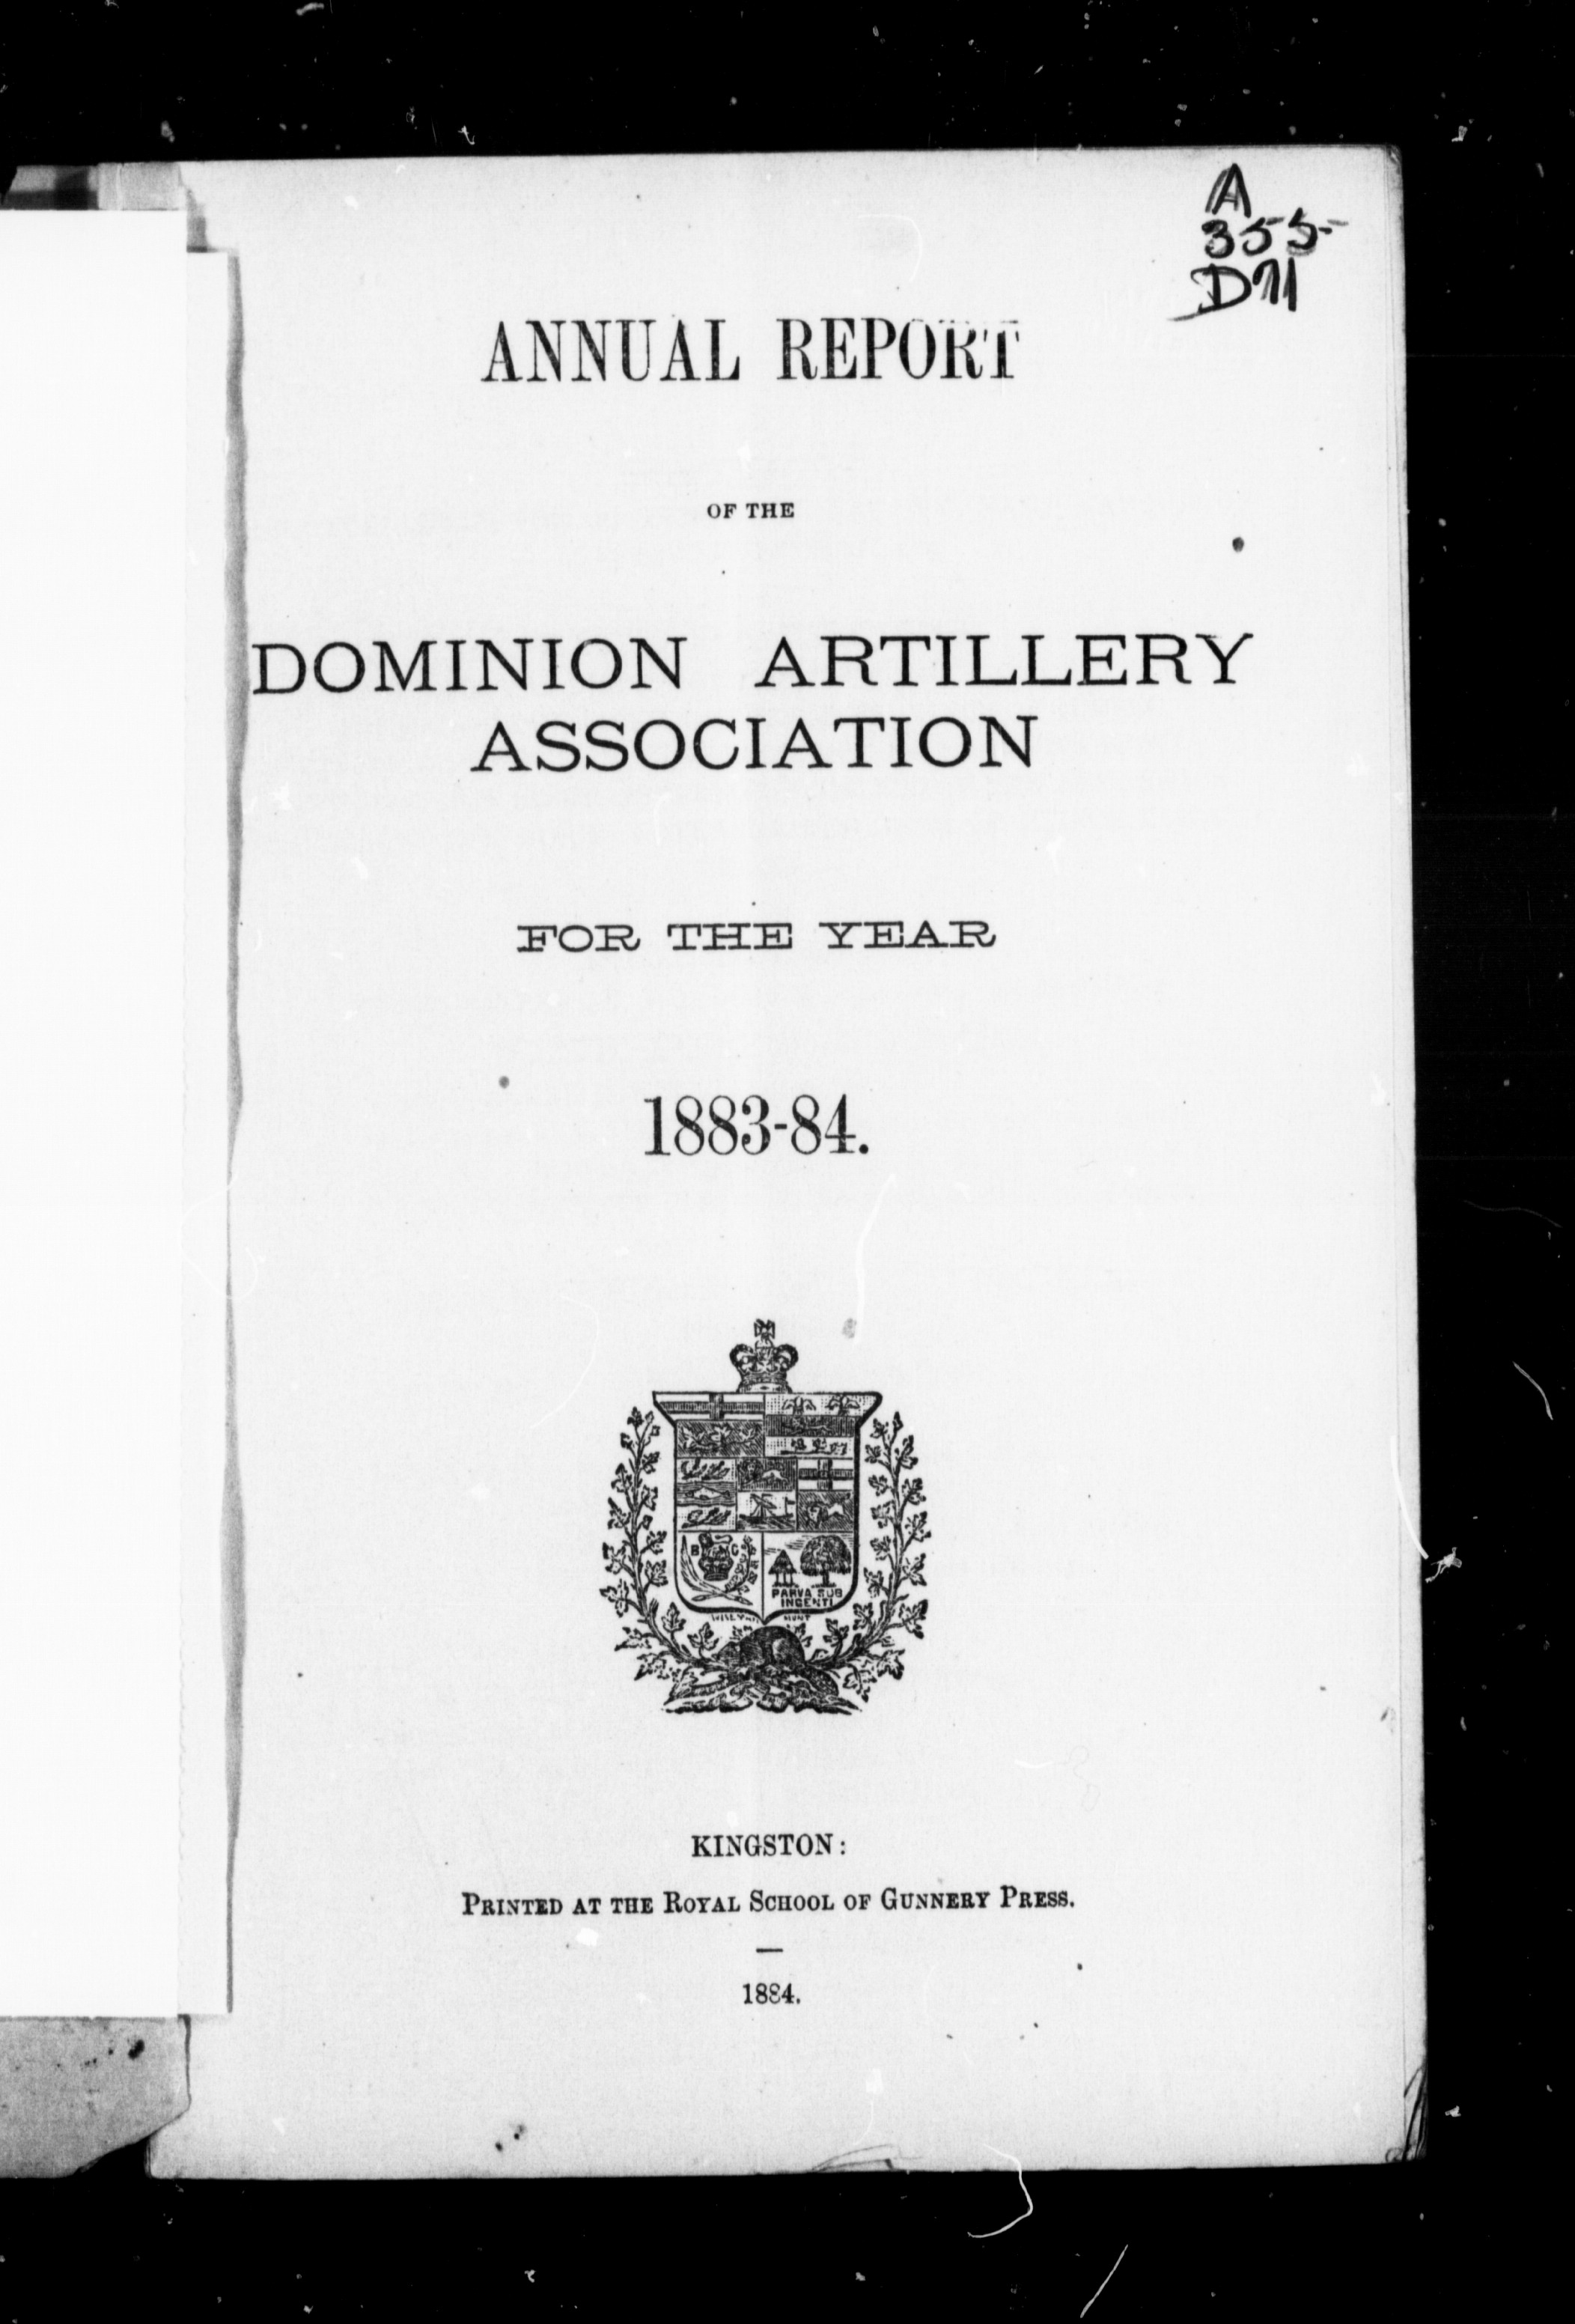 A
355
D71
ANNUAL REPORT
OF THE
DOMINION ARTILLERY
ASSOCIATION
FOR THE YEAR
1883-84.
B C
PARVA SUB
INGENTI
KINGSTON:
PRINTED AT THE ROYAL SCHOOL OF GUNNERY PRESS.
1884.